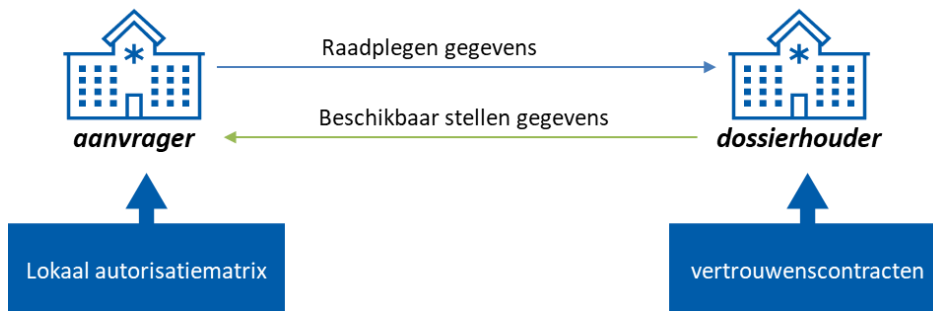 Raadplegen gegevens
Beschikbaar stellen gegevens
aanvrager
dossierhouder
Lokaal autorisatiematrix
vertrouwenscontracten